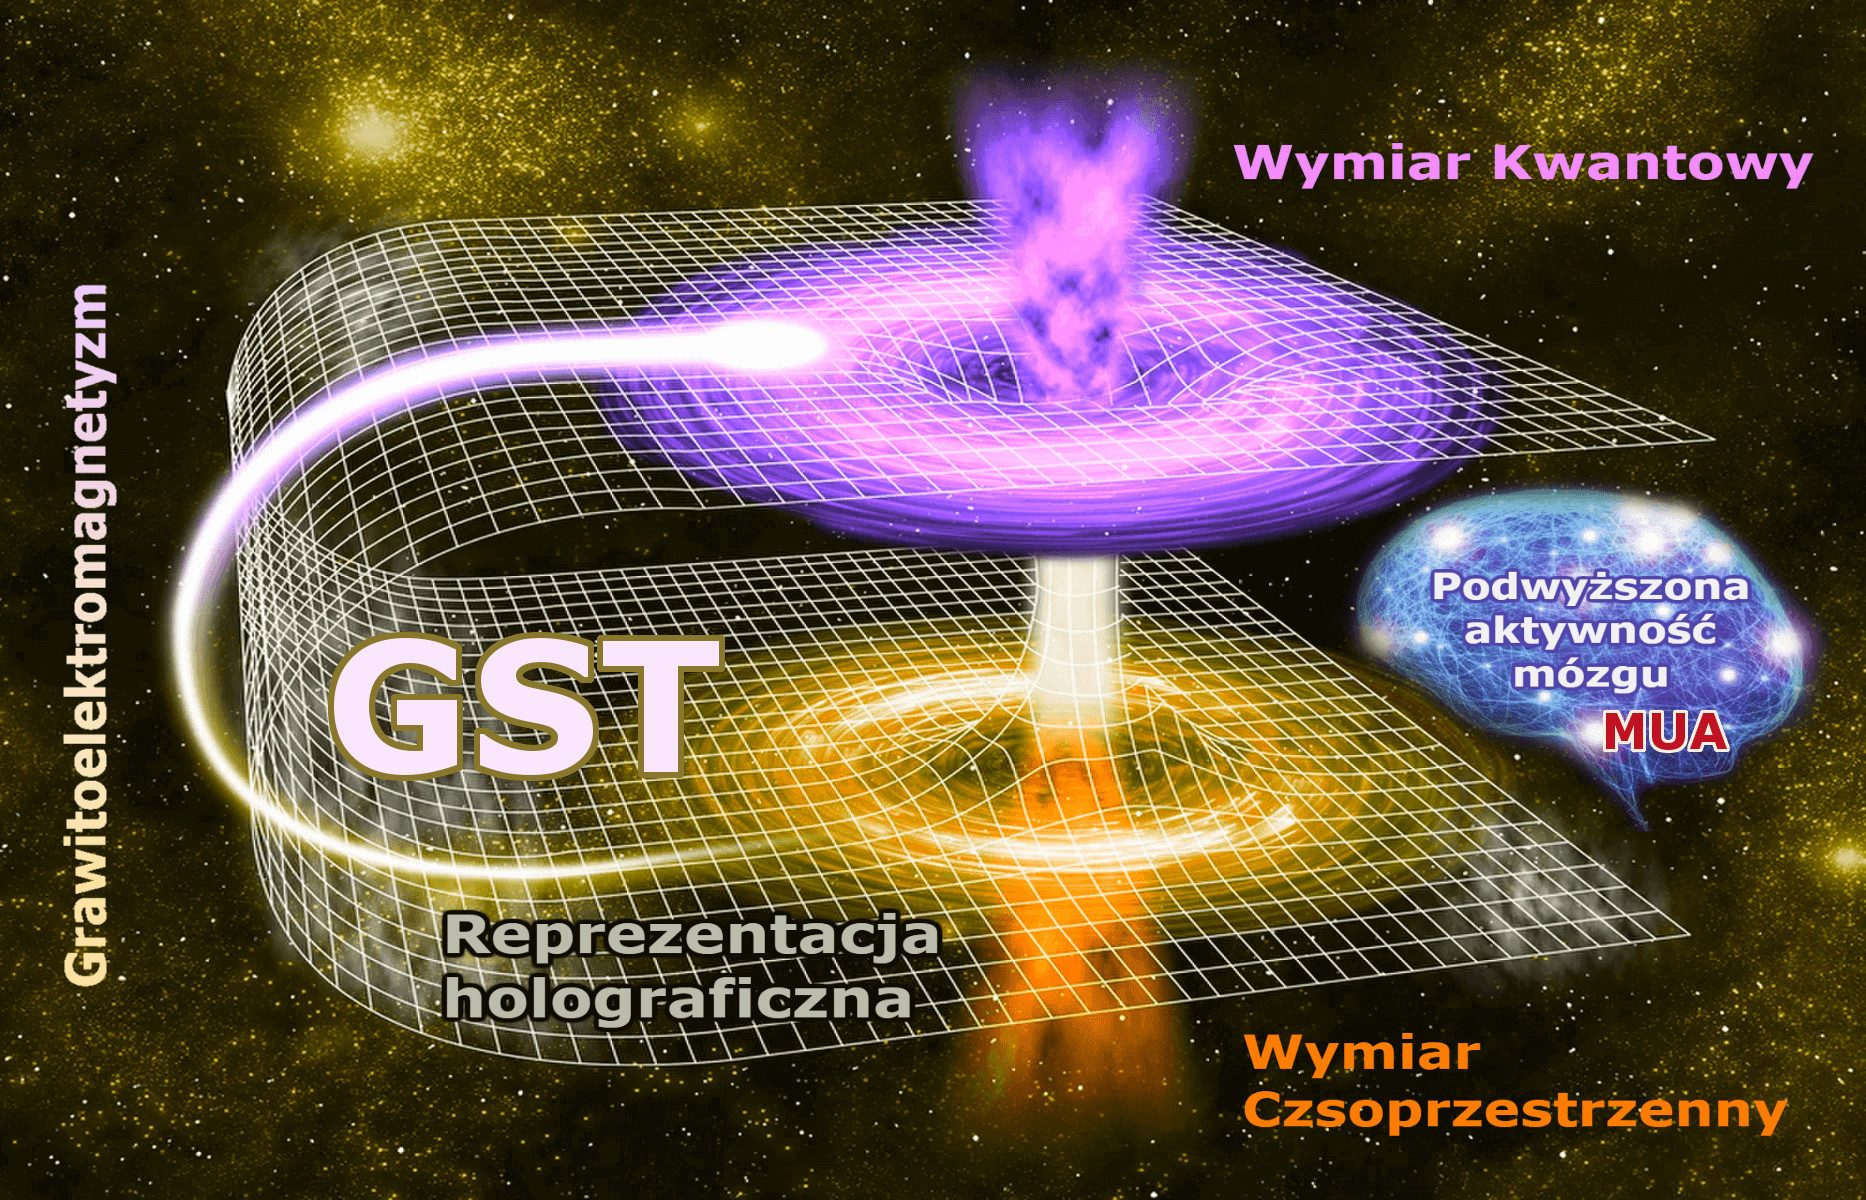 Wymiar Kwantowy
Grawitoelektromagnetyzm
Podwyższona
aktywność
mózgu
MUA
GST
Reprezentacja
holograficzna
Wymiar
Czsoprzestrzenny